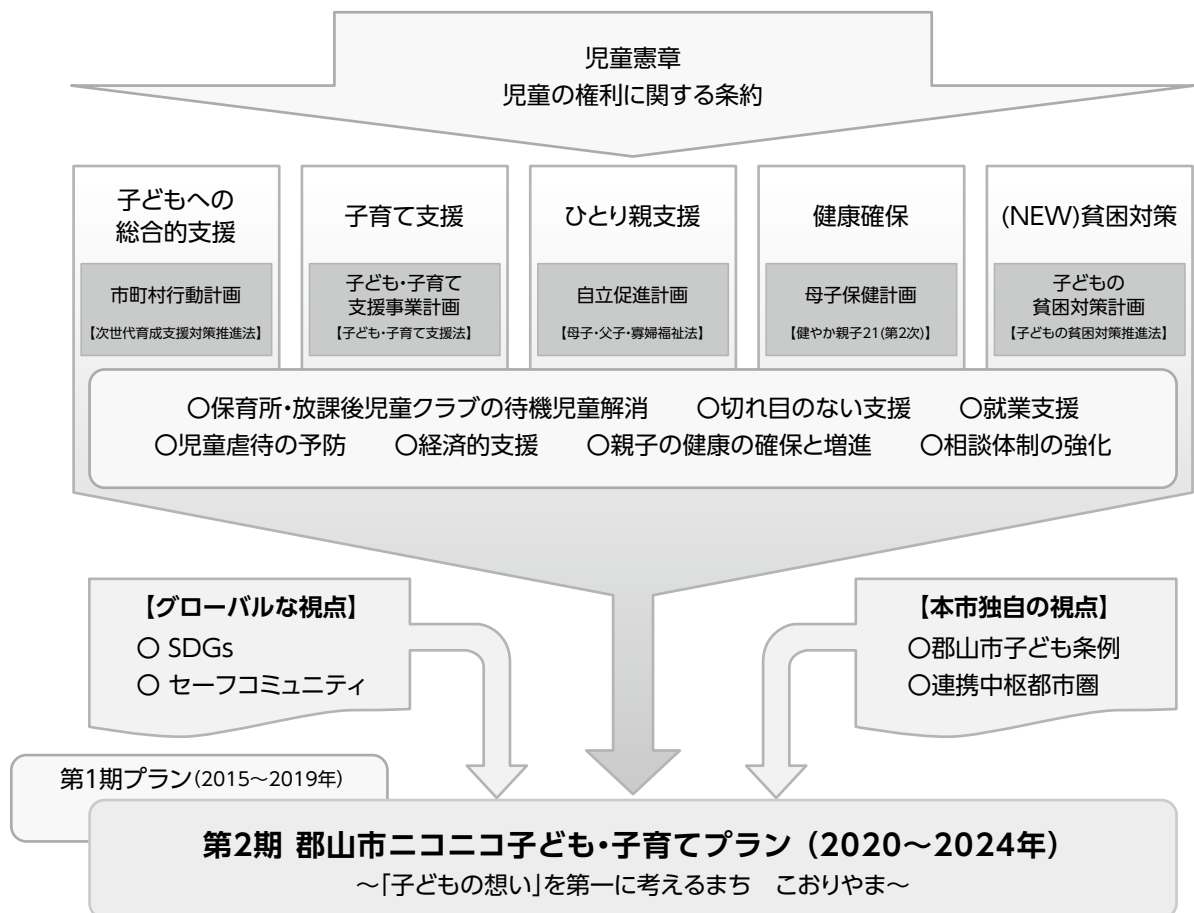 児童憲章
児童の権利に関する条約
子どもへの
総合的支援
市町村行動計画
【次世代育成支援対策推進法】
子育て支援
子ども・子育て
支援事業計画
【子ども・子育て支援法】
ひとり親支援
自立促進計画
【母子・父子・寡婦福祉法】
健康確保
母子保健計画
【健やか親子21(第2次)】
(NEW)貧困対策
子どもの
貧困対策計画
【子どもの貧困対策推進法】
〇保育所・放課後児童クラブの待機児童解消 〇切れ目のない支援 〇就業支援
〇児童虐待の予防 〇経済的支援 〇親子の健康の確保と増進 〇相談体制の強化
【グローバルな視点】
〇 SDGs
〇 セーフコミュニティ
【本市独自の視点】
〇郡山市子ども条例
〇連携中枢都市圏
第1期プラン(2015～2019年)
第2期 郡山市ニコニコ子ども・子育てプラン（2020～2024年）
～「子どもの想い」を第一に考えるまち　こおりやま～